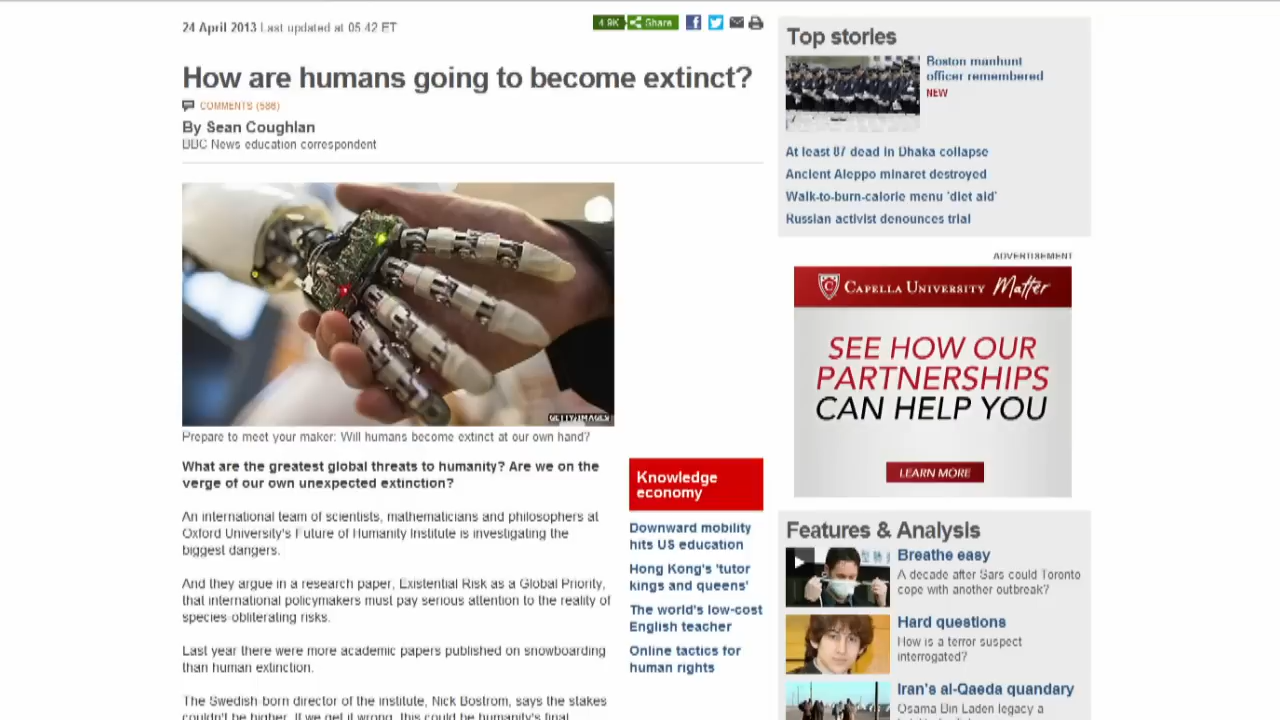 24 April 2013 Last updated at 05:42 ET
4.9K Share
How are humans going to become extinct?
COMMENTS (586)
By Sean Coughlan
BBC News education correspondent
GETTY IMAGES
Prepare to meet your maker: Will humans become extinct at our own hand?
What are the greatest global threats to humanity? Are we on the
verge of our own unexpected extinction?
An international team of scientists, mathematicians and philosophers at
Oxford University's Future of Humanity Institute is investigating the
biggest dangers.
And they argue in a research paper, Existential Risk as a Global Priority,
that international policymakers must pay serious attention to the reality of
species-obliterating risks.
Last year there were more academic papers published on snowboarding
than human extinction.
The Swedish-born director of the institute, Nick Bostrom, says the stakes
couldn't be higher. If we get it wrong, this could be humanity's final
Knowledge
economy
Downward mobility
hits US education
Hong Kong's 'tutor
kings and queens'
The world's low-cost
English teacher
Online tactics for
human rights
Top stories
Boston manhunt
officer remembered
NEW
At least 87 dead in Dhaka collapse
Ancient Aleppo minaret destroyed
Walk-to-burn-calorie menu 'diet aid'
Russian activist denounces trial
ADVERTISEMENT
CAPELLA UNIVERSITY Matter
SEE HOW OUR
PARTNERSHIPS
CAN HELP YOU
LEARN MORE
Features & Analysis
Breathe easy
A decade after Sars could Toronto
cope with another outbreak?
Hard questions
How is a terror suspect
interrogated?
Iran's al-Qaeda quandary
Osama Bin Laden legacy a